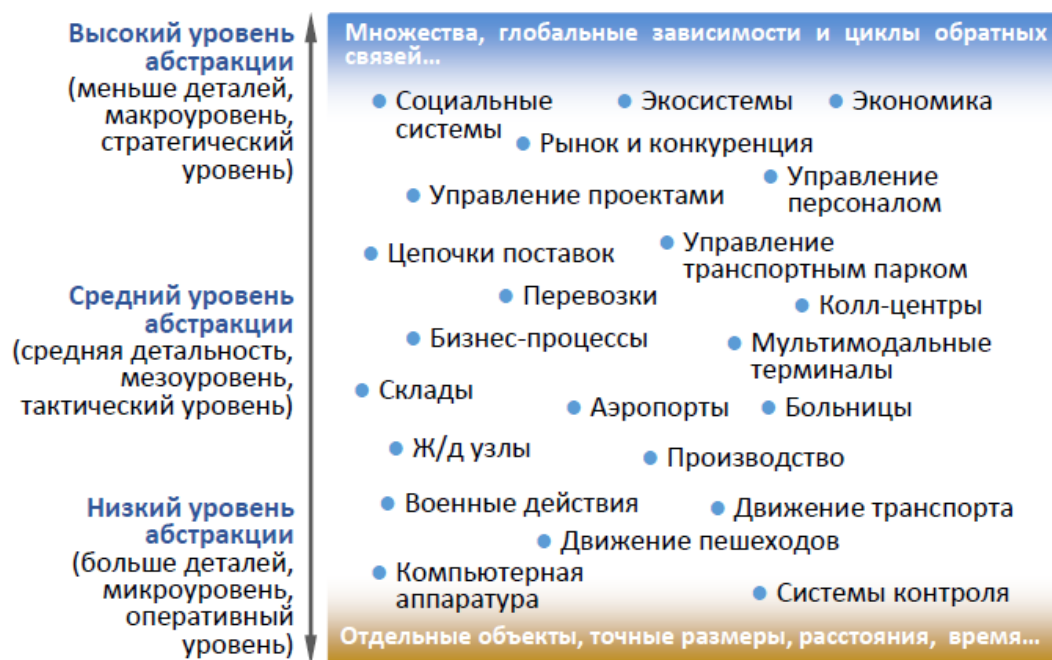 Высокий уровень
абстракции
(меньше деталей,
макроуровень,
стратегический
уровень)
Средний уровень
абстракции
(средняя детальность,
мезоуровень,
тактический уровень)
Низкий уровень
абстракции
(больше деталей,
микроуровень,
оперативный
уровень)
Множества, глобальные зависимости и циклы обратных
связей...
Социальные
системы
Экосистемы
Экономика
Рынок и конкуренция
Управление проектами
Управление
персоналом
Цепочки поставок
Управление
транспортным парком
Перевозки
Колл-центры
Бизнес-процессы
Мультимодальные
терминалы
Склады
Аэропорты
Больницы
Ж/д узлы
Производство
Военные действия
Движение транспорта
Движение пешеходов
Компьютерная
аппаратура
Системы контроля
Отдельные объекты, точные размеры, расстояния, время...